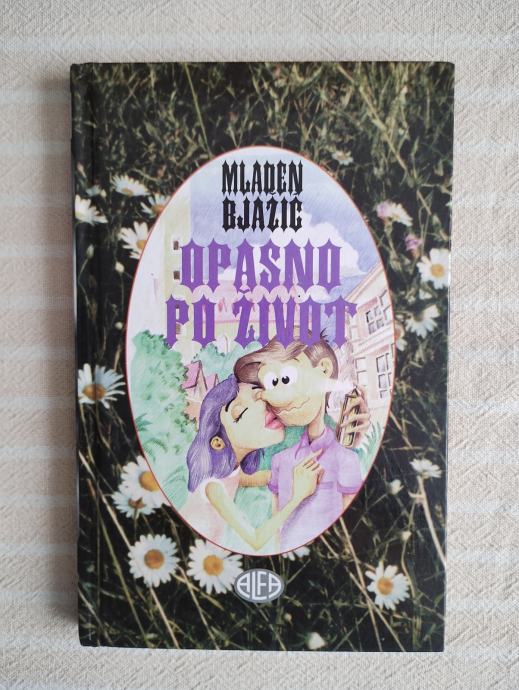 MLADEN
BJAŽIĆ
OPASNO
PO ŽIVOT
ALFA